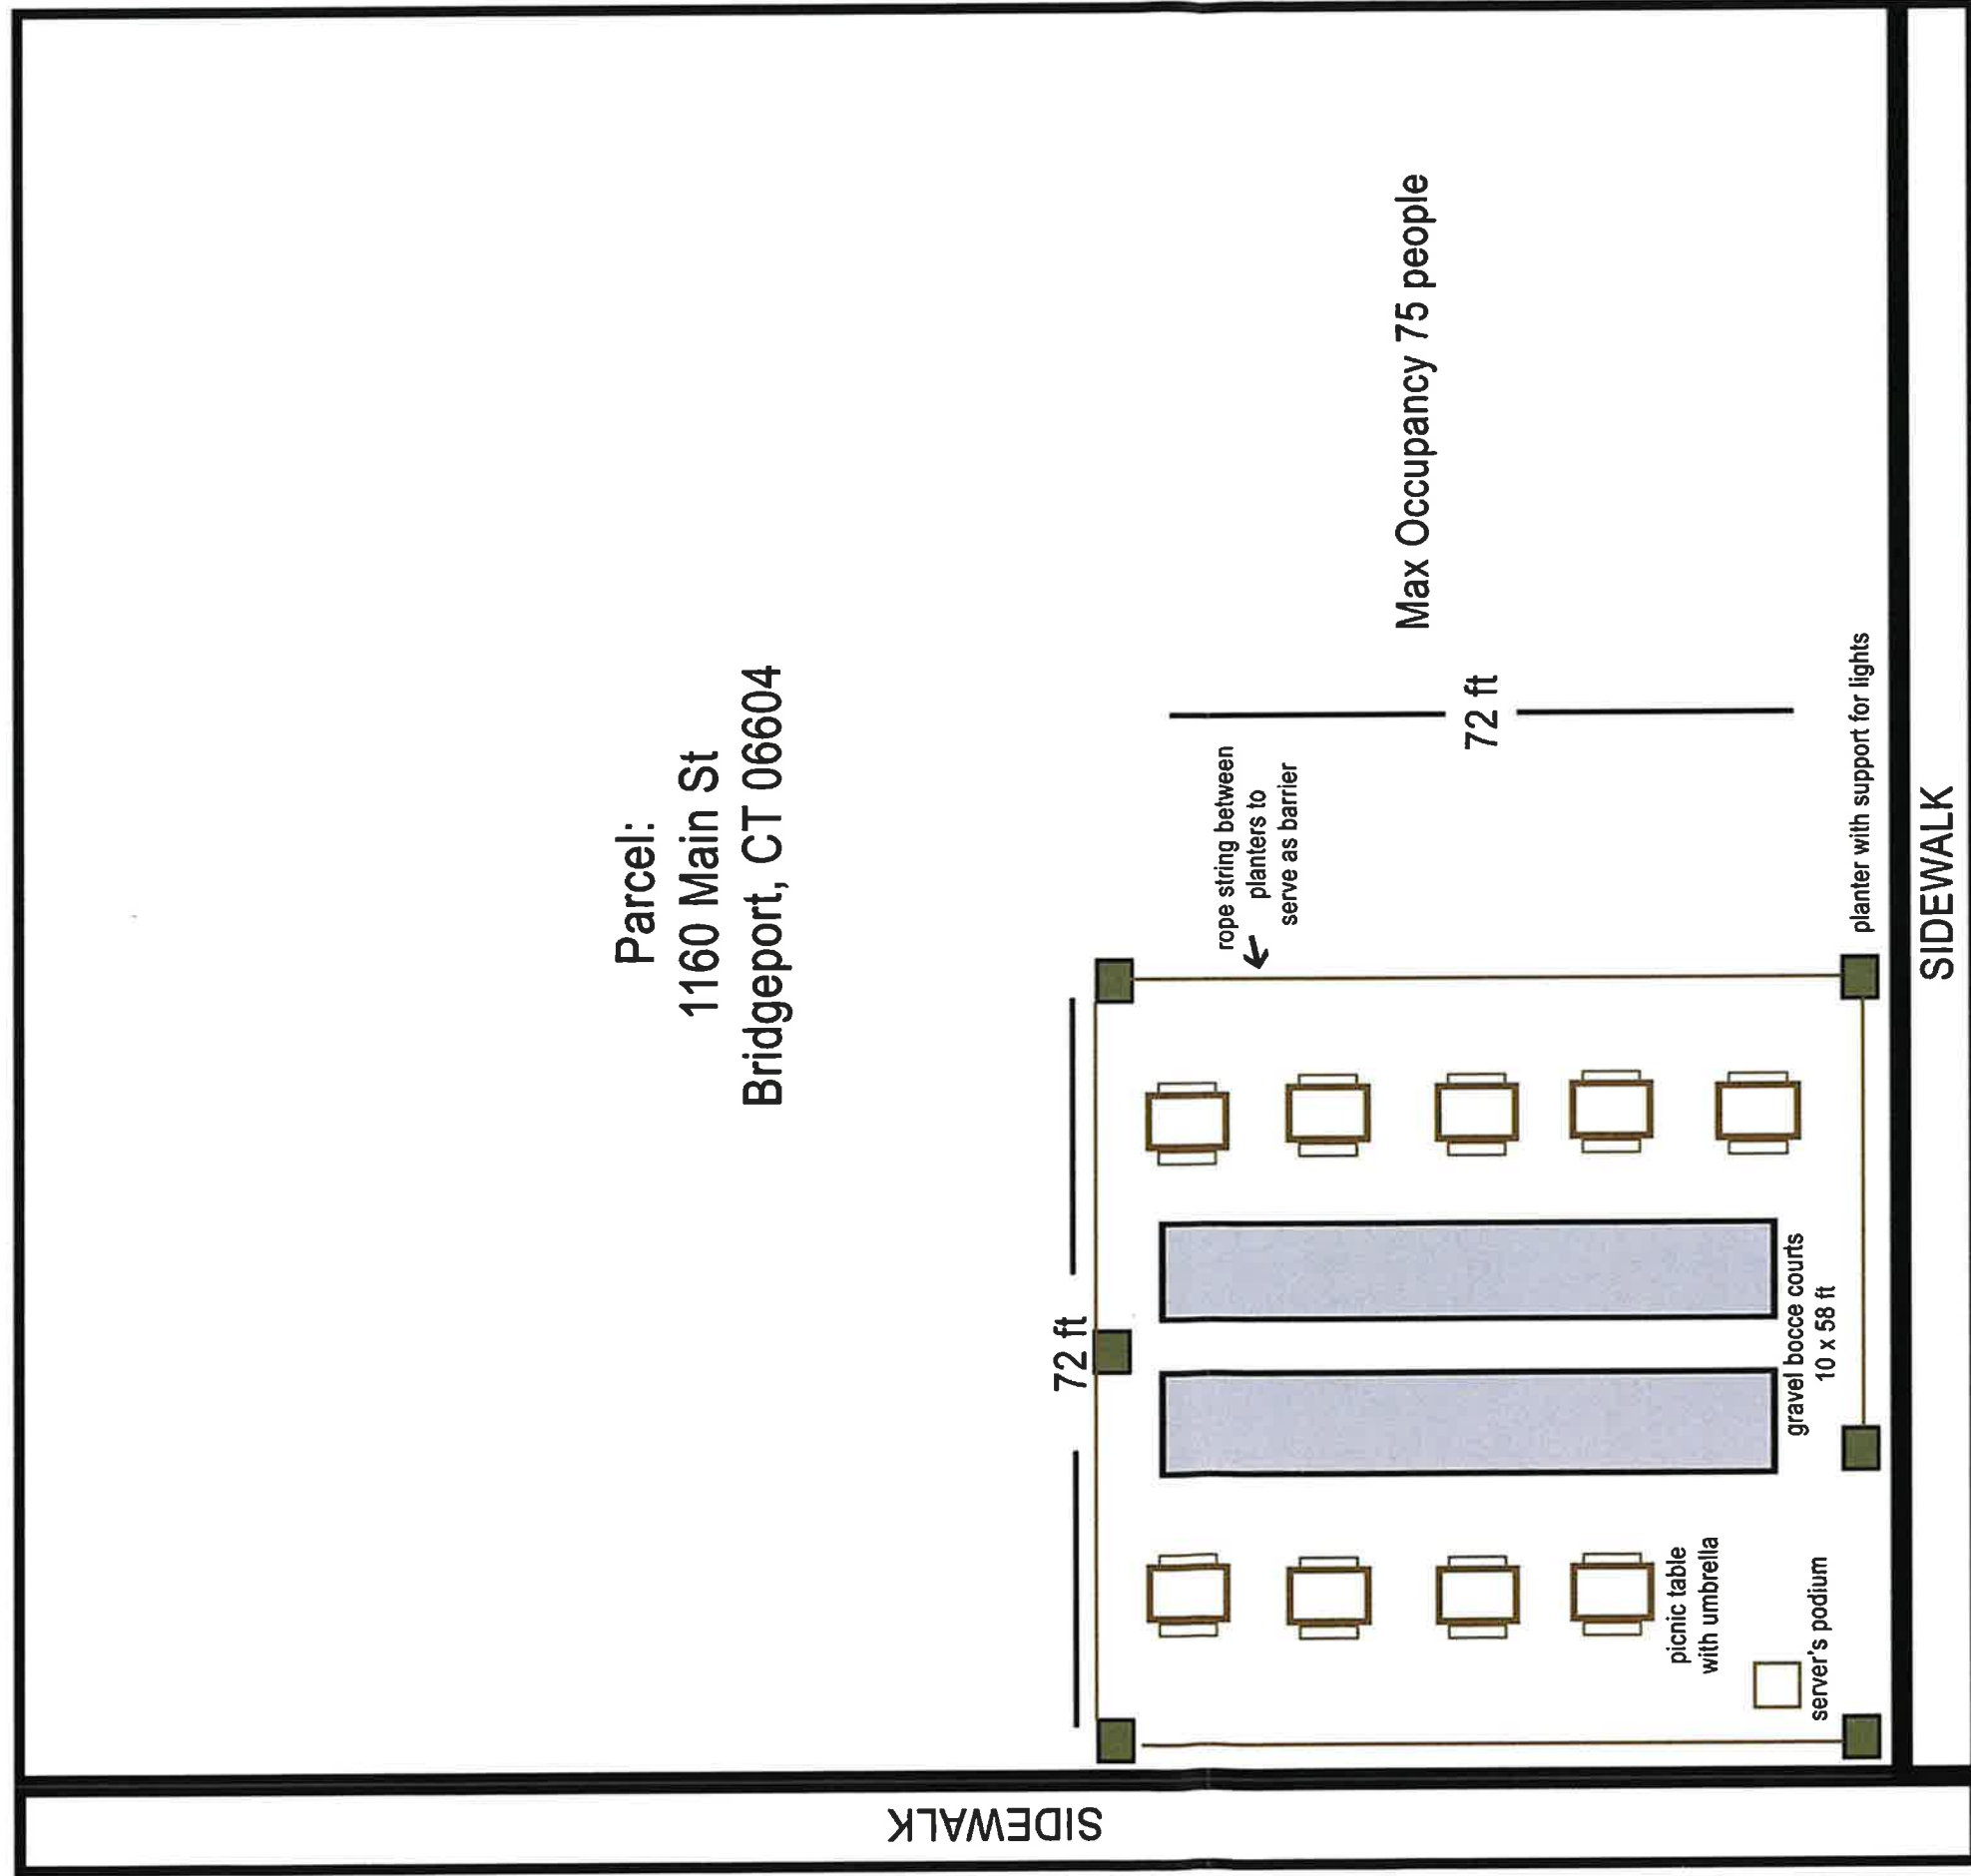 Parcel:
1160 Main St
Bridgeport, CT 06604
Max Occupancy 75 people
72 ft
72 ft
rope string between
planters to
serve as barrier
planter with support for lights
gravel bocce courts
10 x 58 ft
picnic table
with umbrella
server's podium
SIDEWALK
SIDEWALK